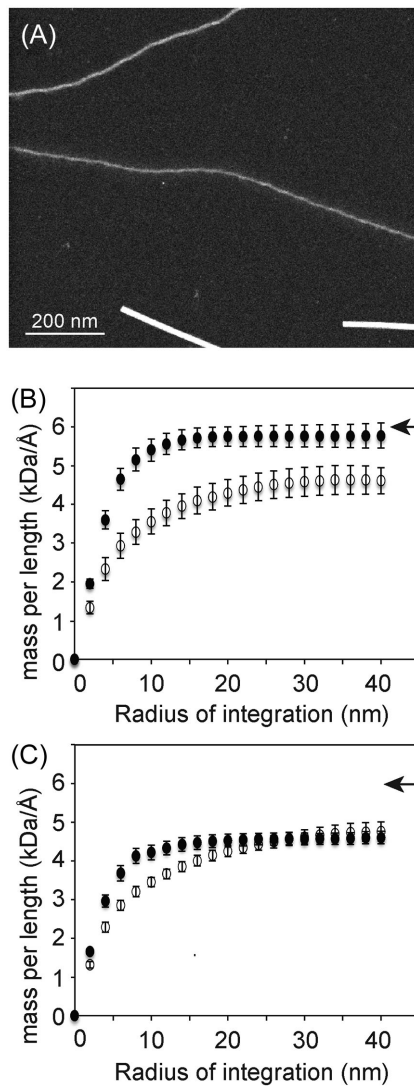 (A)
200 nm
(B)
6
5
4
3
2
1
0
mass per length (kDa/Å)
0 10 20 30 40
Radius of integration (nm)
(C)
6
5
4
3
2
1
0
mass per length (kDa/Å)
0 10 20 30 40
Radius of integration (nm)